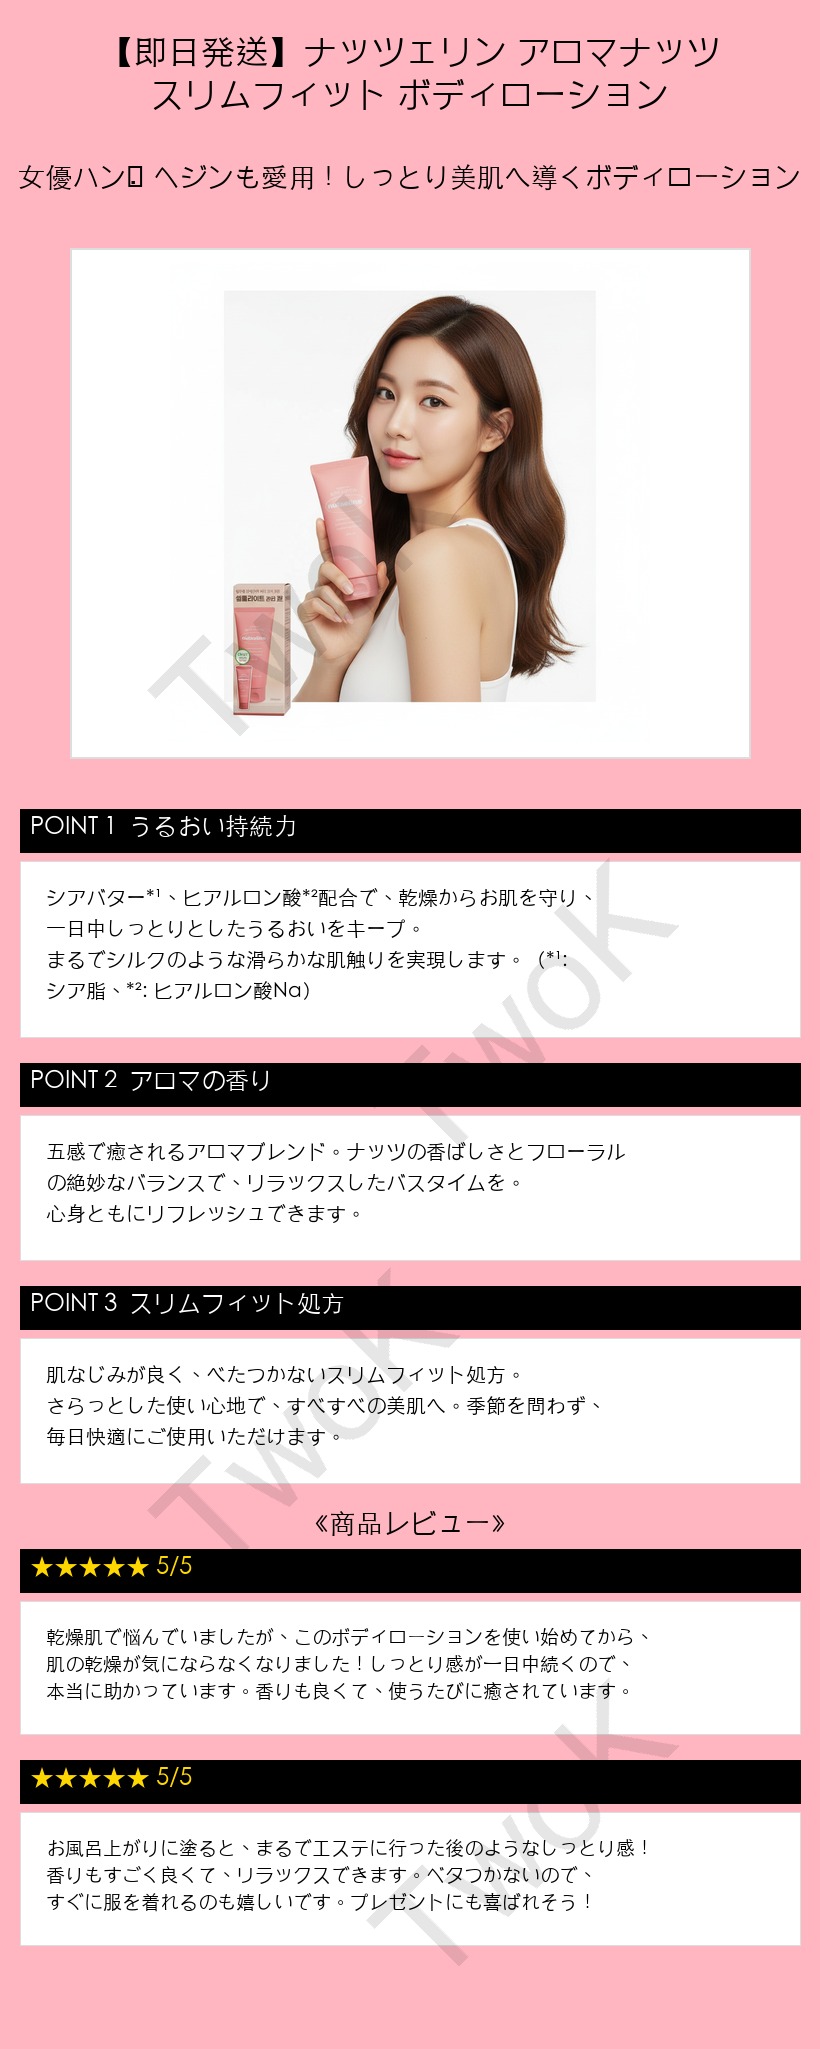 【即日発送】ナッツェリン アロマナッツ
スリムフィット ボディローション
女優ハン ヘジンも愛用！しっとり美肌へ導くボディローション
셀룰라이트
TwoK
POINT 1 うるおい持続力
シアバター*¹、ヒアルロン酸*²配合で、乾燥からお肌を守り、
一日中しっとりとしたうるおいをキープ。
まるでシルクのような滑らかな肌触りを実現します。（*¹:
シア脂、*²: ヒアルロン酸Na）
TwoK
POINT 2 アロマの香り
五感で癒されるアロマブレンド。ナッツの香ばしさとフローラル
の絶妙なバランスで、リラックスしたバスタイムを。
心身ともにリフレッシュできます。
POINT 3 スリムフィット処方
肌なじみが良く、べたつかないスリムフィット処方。
さらっとした使い心地で、すべすべの美肌へ。季節を問わず、
毎日快適にご使用いただけます。
TwoK
《商品レビュー》
★★★★★ 5/5
乾燥肌で悩んでいましたが、このボディローションを使い始めてから、
肌の乾燥が気にならなくなりました！しっとり感が一日中続くので、
本当に助かっています。香りも良くて、使うたびに癒されています。
★★★★★ 5/5
お風呂上がりに塗ると、まるでエステに行った後のようなしっとり感！
香りもすごく良くて、リラックスできます。ベタつかないので、
すぐに服を着れるのも嬉しいです。プレゼントにも喜ばれそう！
TwoK